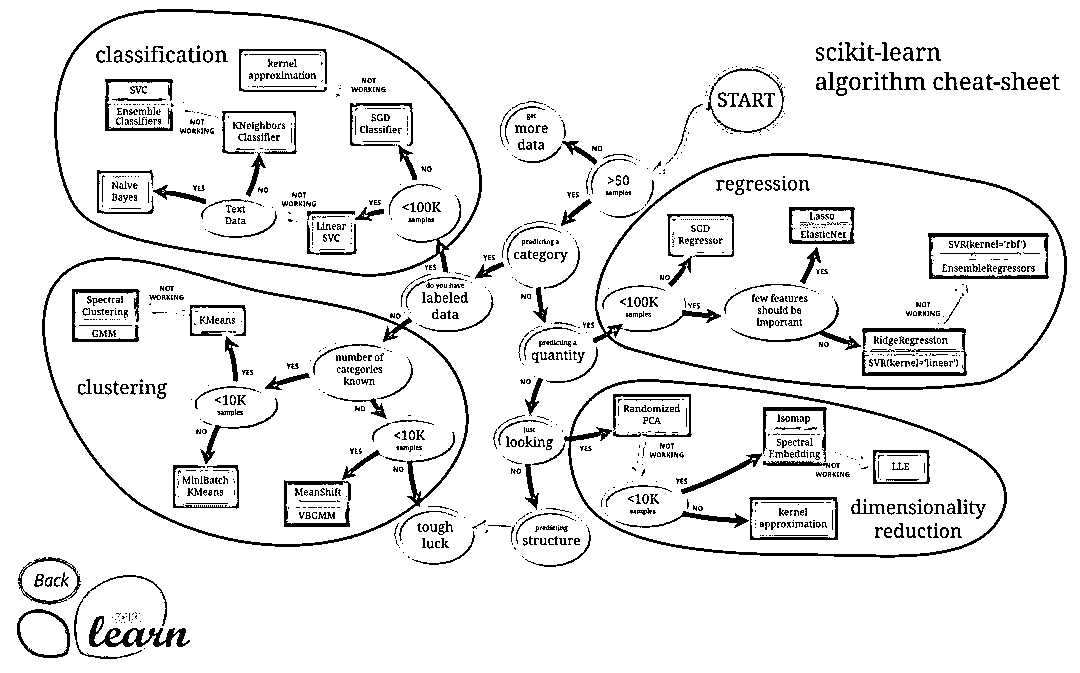 scikit-learn
algorithm cheat-sheet
START
classification
kernel
approximation
NOT
WORKING
SVC
Ensemble
Classifiers
NOT
WORKING
KNeighbors
Classifier
SGD
Classifier
NO
YES
Naive
Bayes
YES
NO
Text
Data
NOT
WORKING
Linear
SVC
<100K
samples
YES
get
more
data
NO
>50
samples
YES
predicting a
category
YES
NO
do you have
labeled
data
NO
predicting a
quantity
YES
NO
just
looking
YES
NO
predicting
structure
tough
luck
regression
SGD
Regressor
Lasso
ElasticNet
SVR(kernel='rbf')
EnsembleRegressors
NO
YES
<100K
samples
YES
few features
should be
important
NOT
WORKING
NO
RidgeRegression
SVR(kernel='linear')
clustering
Spectral
Clustering
GMM
NOT
WORKING
KMeans
YES
number of
categories
known
YES
NO
<10K
samples
NO
MiniBatch
KMeans
<10K
samples
YES
NO
MeanShift
VBGMM
Randomized
PCA
NOT
WORKING
Isomap
Spectral
Embedding
NOT
WORKING
LLE
<10K
samples
YES
NO
kernel
approximation
dimensionality
reduction
Back
learn